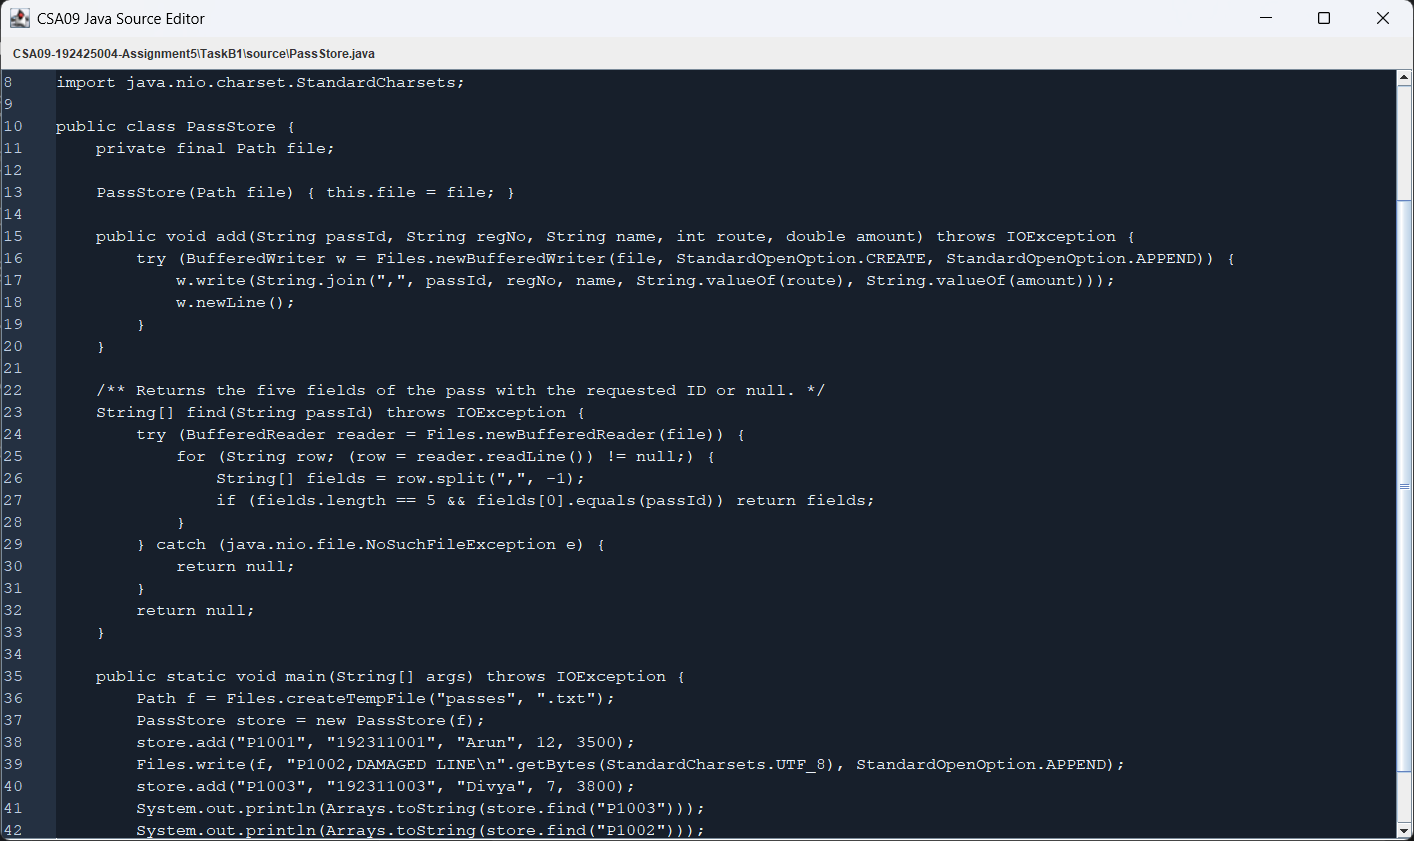 CSA09 Java Source Editor
CSA09-192425004-Assignment5\TaskB1\source\PassStore.java
8 import java.nio.charset.StandardCharsets;
9
10 public class PassStore {
11     private final Path file;
12
13     PassStore(Path file) { this.file = file; }
14
15     public void add(String passId, String regNo, String name, int route, double amount) throws IOException {
16         try (BufferedWriter w = Files.newBufferedWriter(file, StandardOpenOption.CREATE, StandardOpenOption.APPEND)) {
17             w.write(String.join(",", passId, regNo, name, String.valueOf(route), String.valueOf(amount)));
18             w.newLine();
19         }
20     }
21
22     /** Returns the five fields of the pass with the requested ID or null. */
23     String[] find(String passId) throws IOException {
24         try (BufferedReader reader = Files.newBufferedReader(file)) {
25             for (String row; (row = reader.readLine()) != null;) {
26                 String[] fields = row.split(",", -1);
27                 if (fields.length == 5 && fields[0].equals(passId)) return fields;
28             }
29         } catch (java.nio.file.NoSuchFileException e) {
30             return null;
31         }
32         return null;
33     }
34
35     public static void main(String[] args) throws IOException {
36         Path f = Files.createTempFile("passes", ".txt");
37         PassStore store = new PassStore(f);
38         store.add("P1001", "192311001", "Arun", 12, 3500);
39         Files.write(f, "P1002,DAMAGED LINE\n".getBytes(StandardCharsets.UTF_8), StandardOpenOption.APPEND);
40         store.add("P1003", "192311003", "Divya", 7, 3800);
41         System.out.println(Arrays.toString(store.find("P1003")));
42         System.out.println(Arrays.toString(store.find("P1002")));